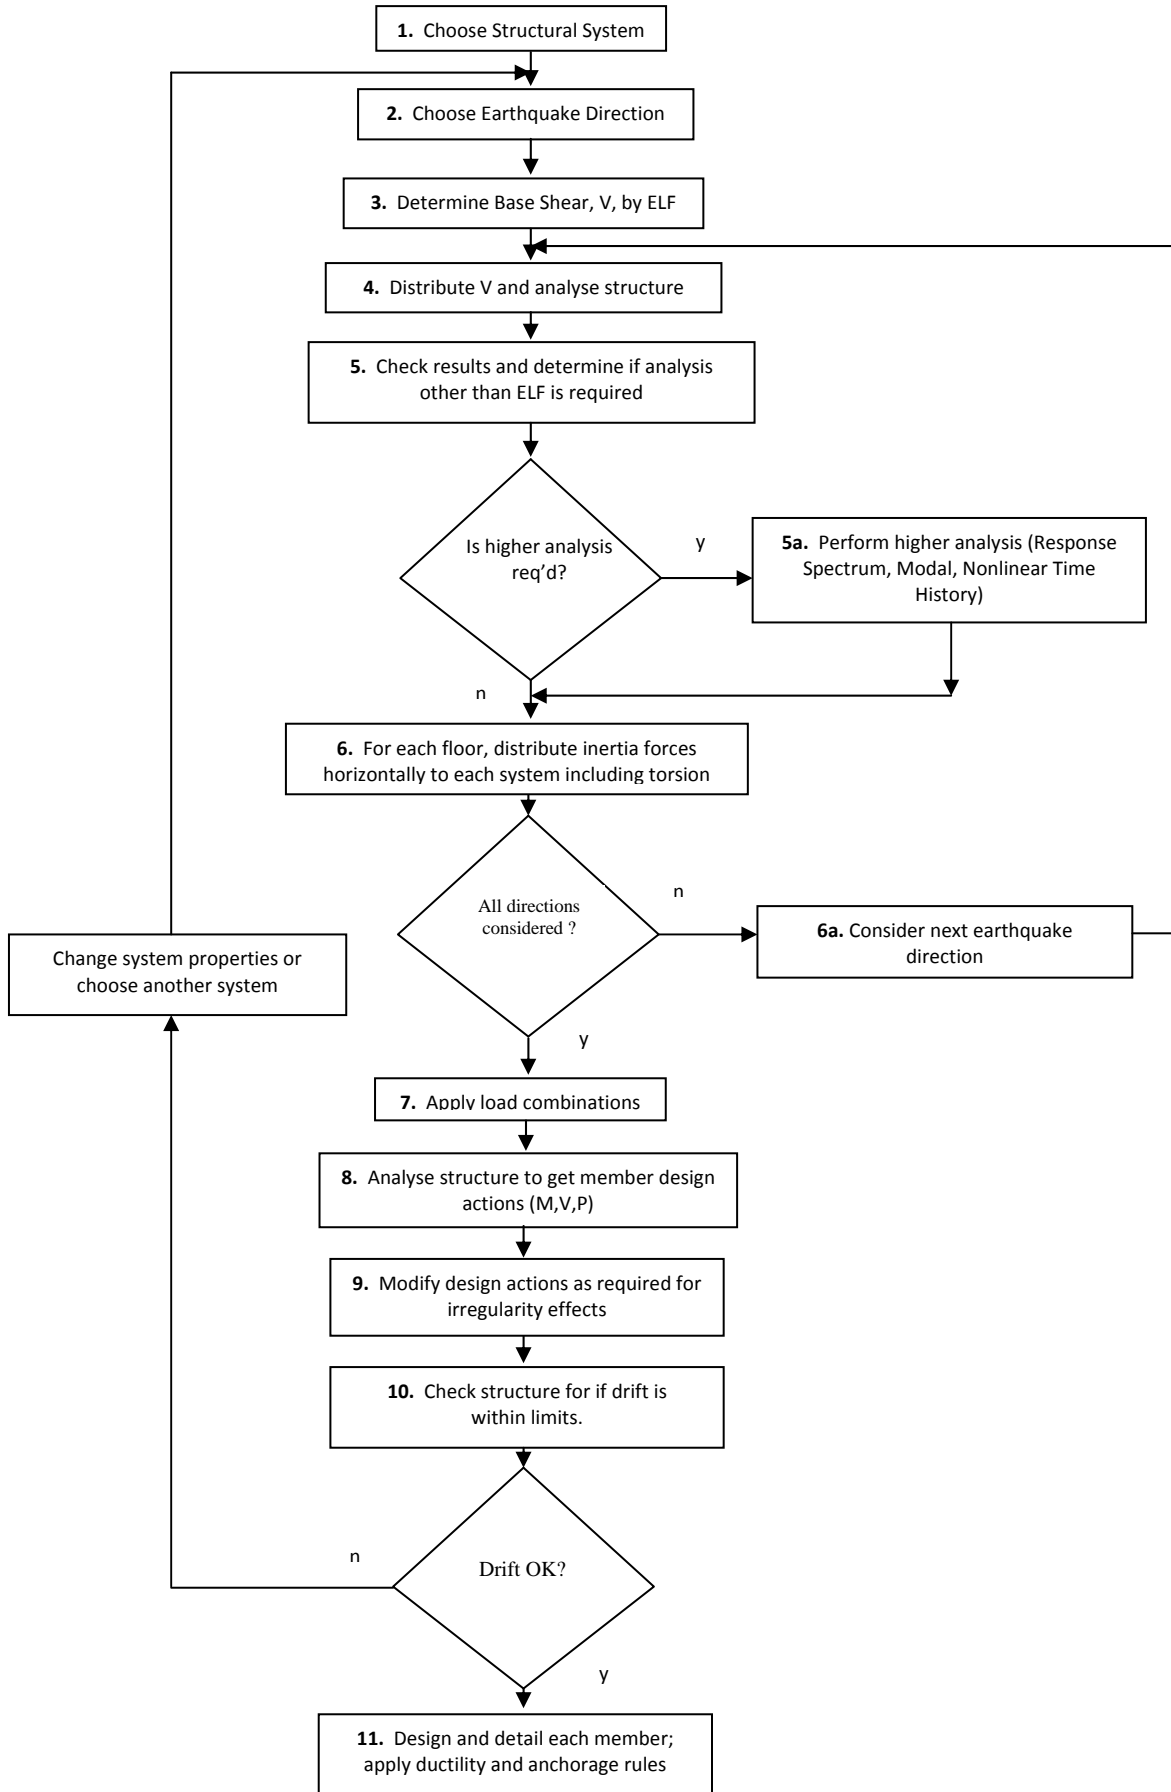 1. Choose Structural System
2. Choose Earthquake Direction
3. Determine Base Shear, V, by ELF
4. Distribute V and analyse structure
5. Check results and determine if analysis
other than ELF is required
Is higher analysis
req’d?
y
5a. Perform higher analysis (Response
Spectrum, Modal, Nonlinear Time
History)
n
6. For each floor, distribute inertia forces
horizontally to each system including torsion
All directions
considered ?
n
6a. Consider next earthquake
direction
Change system properties or
choose another system
y
7. Apply load combinations
8. Analyse structure to get member design
actions (M,V,P)
9. Modify design actions as required for
irregularity effects
10. Check structure for if drift is
within limits.
n
Drift OK?
y
11. Design and detail each member;
apply ductility and anchorage rules